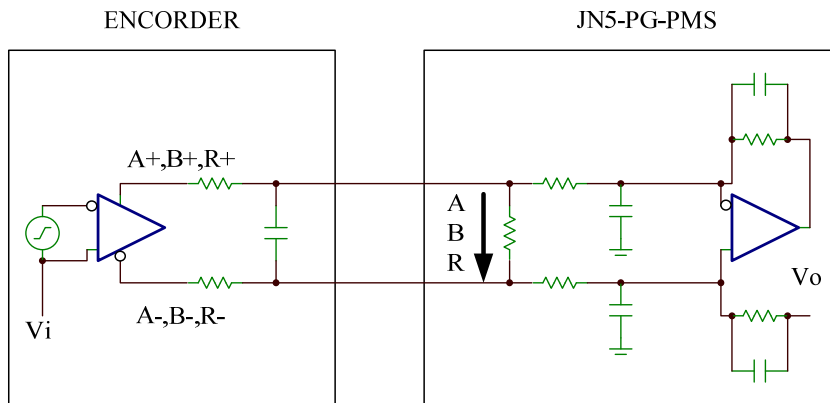 ENCORDER
JN5-PG-PMS
A+,B+,R+
A
B
R
Vi
A-,B-,R-
Vo